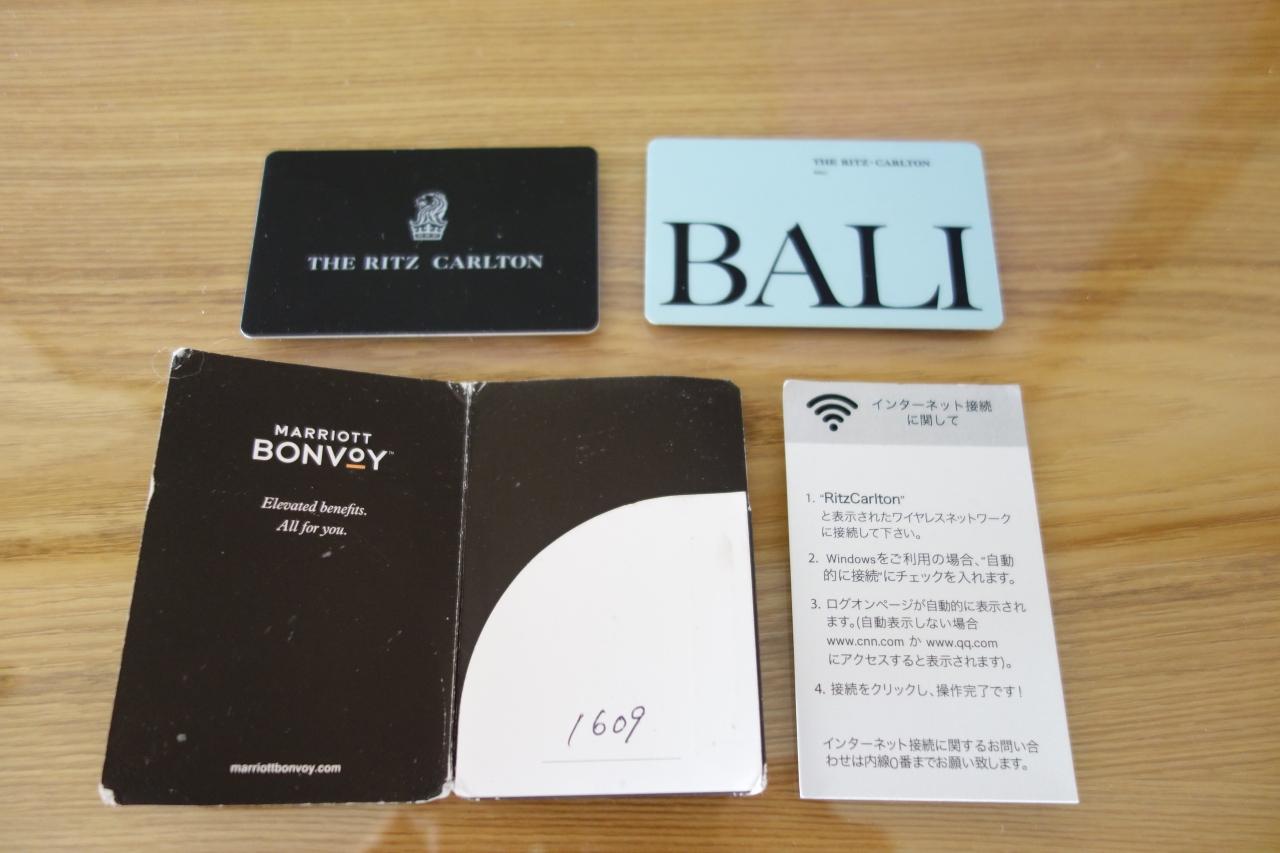 THE RITZ CARLTON
THE RITZ-CARLTON
BALI
MARRIOTT
BONVOY™
Elevated benefits.
All for you.
marriottbonvoy.com
1609
インターネット接続
に関して
1. "RitzCarlton"
と表示されたワイヤレスネットワーク
に接続して下さい。
2. Windowsをご利用の場合、"自動
的に接続"にチェックを入れます。
3. ログオンページが自動的に表示され
ます。(自動表示しない場合
www.cnn.com か www.qq.com
にアクセスすると表示されます)。
4. 接続をクリックし、操作完了です!
インターネット接続に関するお問い合
わせは内線0番までお願い致します。